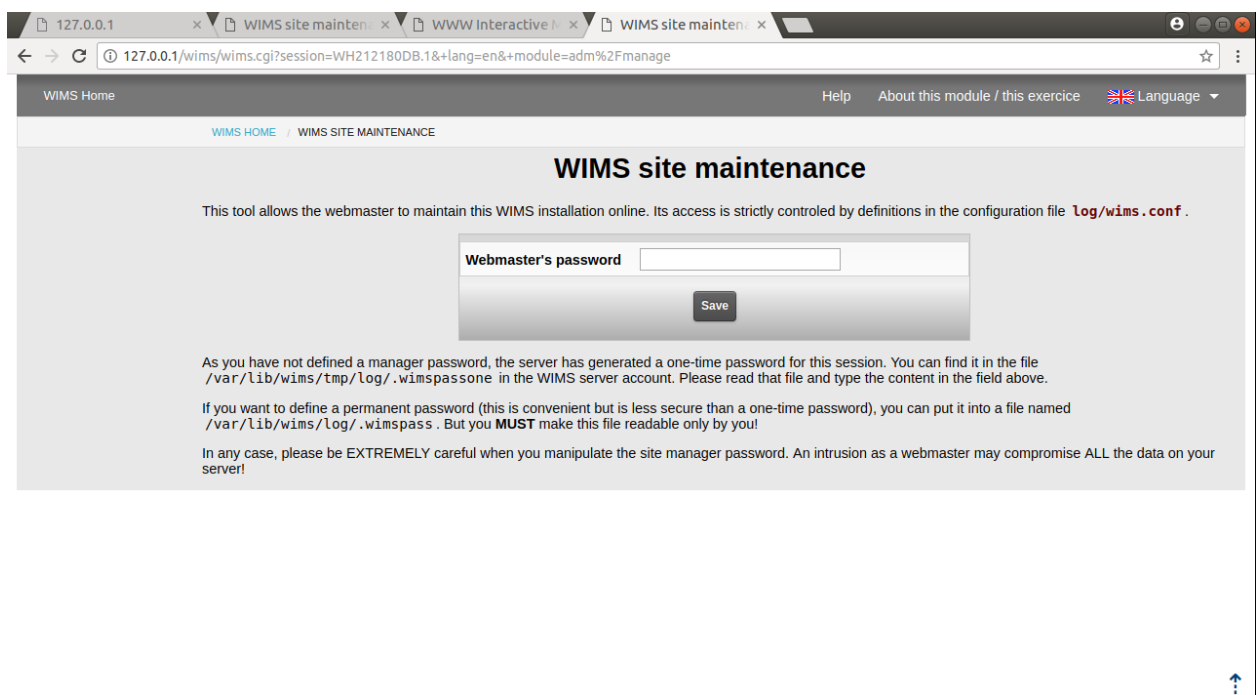 127.0.0.1
WIMS site maintena
WWW Interactive M
WIMS site maintena
127.0.0.1/wims/wims.cgi?session=WH212180DB.1&+lang=en&+module=adm%2Fmanage
WIMS Home Help About this module / this exercice Language
WIMS HOME / WIMS SITE MAINTENANCE
WIMS site maintenance
This tool allows the webmaster to maintain this WIMS installation online. Its access is strictly controled by definitions in the configuration file log/wims.conf .
Webmaster's password
Save
As you have not defined a manager password, the server has generated a one-time password for this session. You can find it in the file
/var/lib/wims/tmp/log/.wimspassone in the WIMS server account. Please read that file and type the content in the field above.
If you want to define a permanent password (this is convenient but is less secure than a one-time password), you can put it into a file named
/var/lib/wims/log/.wimspass . But you MUST make this file readable only by you!
In any case, please be EXTREMELY careful when you manipulate the site manager password. An intrusion as a webmaster may compromise ALL the data on your
server!